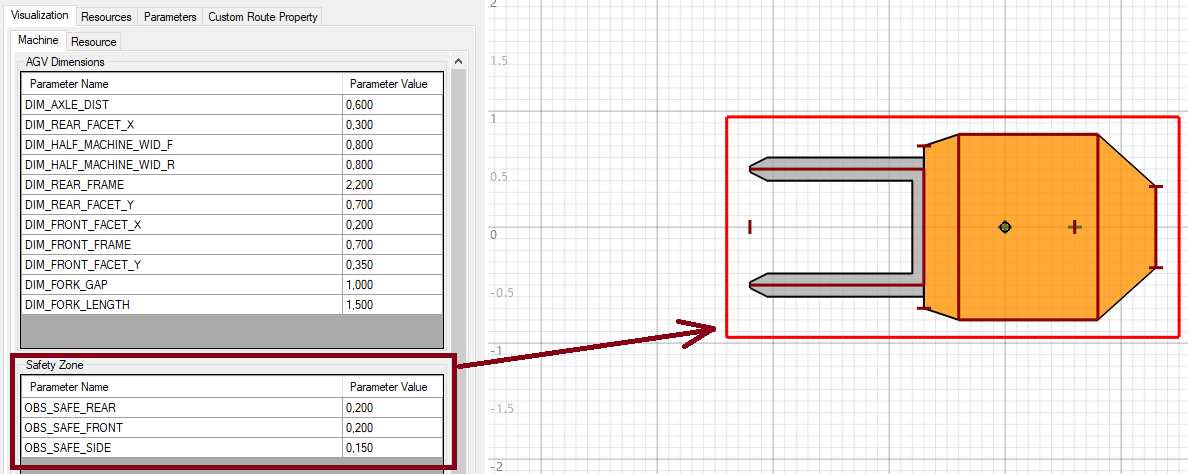 Visualization Resources Parameters Custom Route Property
Machine Resource
AGV Dimensions
Parameter Name Parameter Value
DIM_AXLE_DIST 0,600
DIM_REAR_FACET_X 0,300
DIM_HALF_MACHINE_WID_F 0,800
DIM_HALF_MACHINE_WID_R 0,800
DIM_REAR_FRAME 2,200
DIM_REAR_FACET_Y 0,700
DIM_FRONT_FACET_X 0,200
DIM_FRONT_FRAME 0,700
DIM_FRONT_FACET_Y 0,350
DIM_FORK_GAP 1,000
DIM_FORK_LENGTH 1,500
Safety Zone
Parameter Name Parameter Value
OBS_SAFE_REAR 0,200
OBS_SAFE_FRONT 0,200
OBS_SAFE_SIDE 0,150
2
1.5
1
0.5
0
-0.5
-1
-1.5
-2